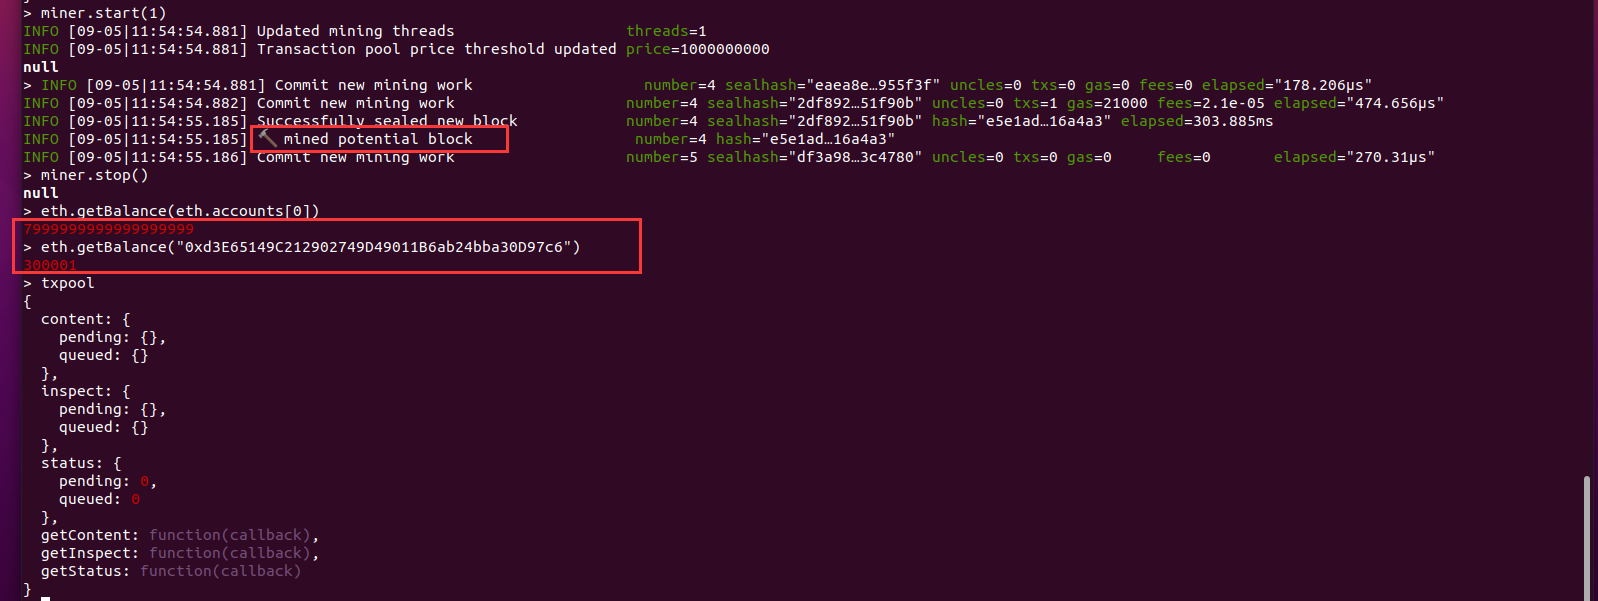 > miner.start(1)
INFO [09-05|11:54:54.881] Updated mining threads threads=1
INFO [09-05|11:54:54.881] Transaction pool price threshold updated price=1000000000
null
> INFO [09-05|11:54:54.881] Commit new mining work number=4 sealhash="eaea8e…955f3f" uncles=0 txs=0 gas=0 fees=0 elapsed="178.206µs"
INFO [09-05|11:54:54.882] Commit new mining work number=4 sealhash="2df892…51f90b" uncles=0 txs=1 gas=21000 fees=2.1e-05 elapsed="474.656µs"
INFO [09-05|11:54:55.185] Successfully sealed new block number=4 sealhash="2df892…51f90b" hash="e5e1ad…16a4a3" elapsed=303.885ms
INFO [09-05|11:54:55.185] 🔨 mined potential block number=4 hash="e5e1ad…16a4a3"
INFO [09-05|11:54:55.186] Commit new mining work number=5 sealhash="df3a98…3c4780" uncles=0 txs=0 gas=0 fees=0 elapsed="270.31µs"
> miner.stop()
null
> eth.getBalance(eth.accounts[0])
7999999999999999999
> eth.getBalance("0xd3E65149C212902749D49011B6ab24bba30D97c6")
300001
> txpool
{
  content: {
    pending: {},
    queued: {}
  },
  inspect: {
    pending: {},
    queued: {}
  },
  status: {
    pending: 0,
    queued: 0
  },
  getContent: function(callback),
  getInspect: function(callback),
  getStatus: function(callback)
}